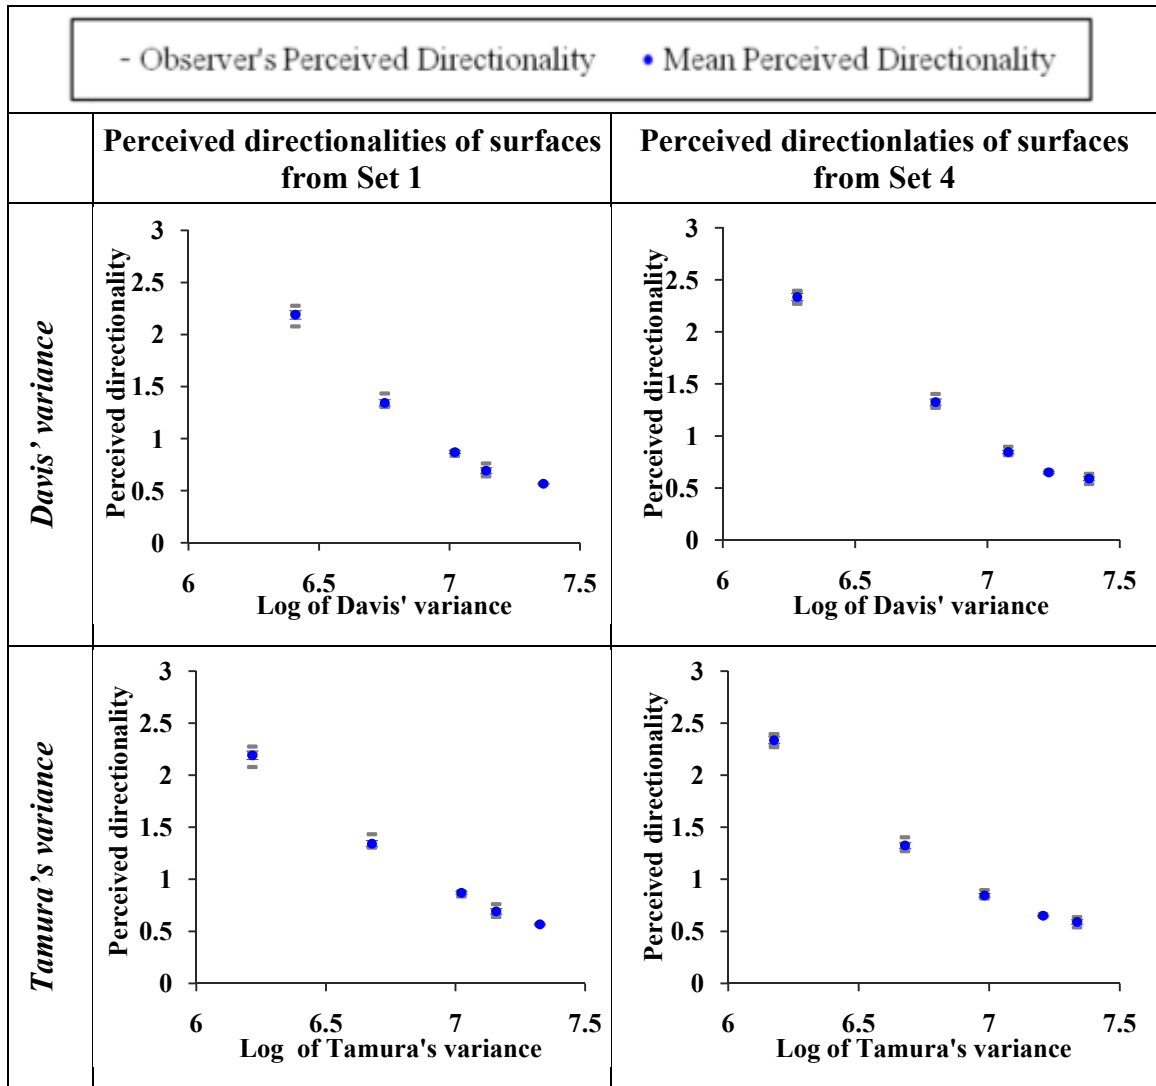 - Observer's Perceived Directionality • Mean Perceived Directionality
Perceived directionalities of surfaces
from Set 1
Perceived directionlaties of surfaces
from Set 4
Davis' variance
Perceived directionality
3
2.5
2
1.5
1
0.5
0
6 6.5 7 7.5
Log of Davis' variance
Perceived directionality
3
2.5
2
1.5
1
0.5
0
6 6.5 7 7.5
Log of Davis' variance
Tamura's variance
Perceived directionality
3
2.5
2
1.5
1
0.5
0
6 6.5 7 7.5
Log of Tamura's variance
Perceived directionality
3
2.5
2
1.5
1
0.5
0
6 6.5 7 7.5
Log of Tamura's variance